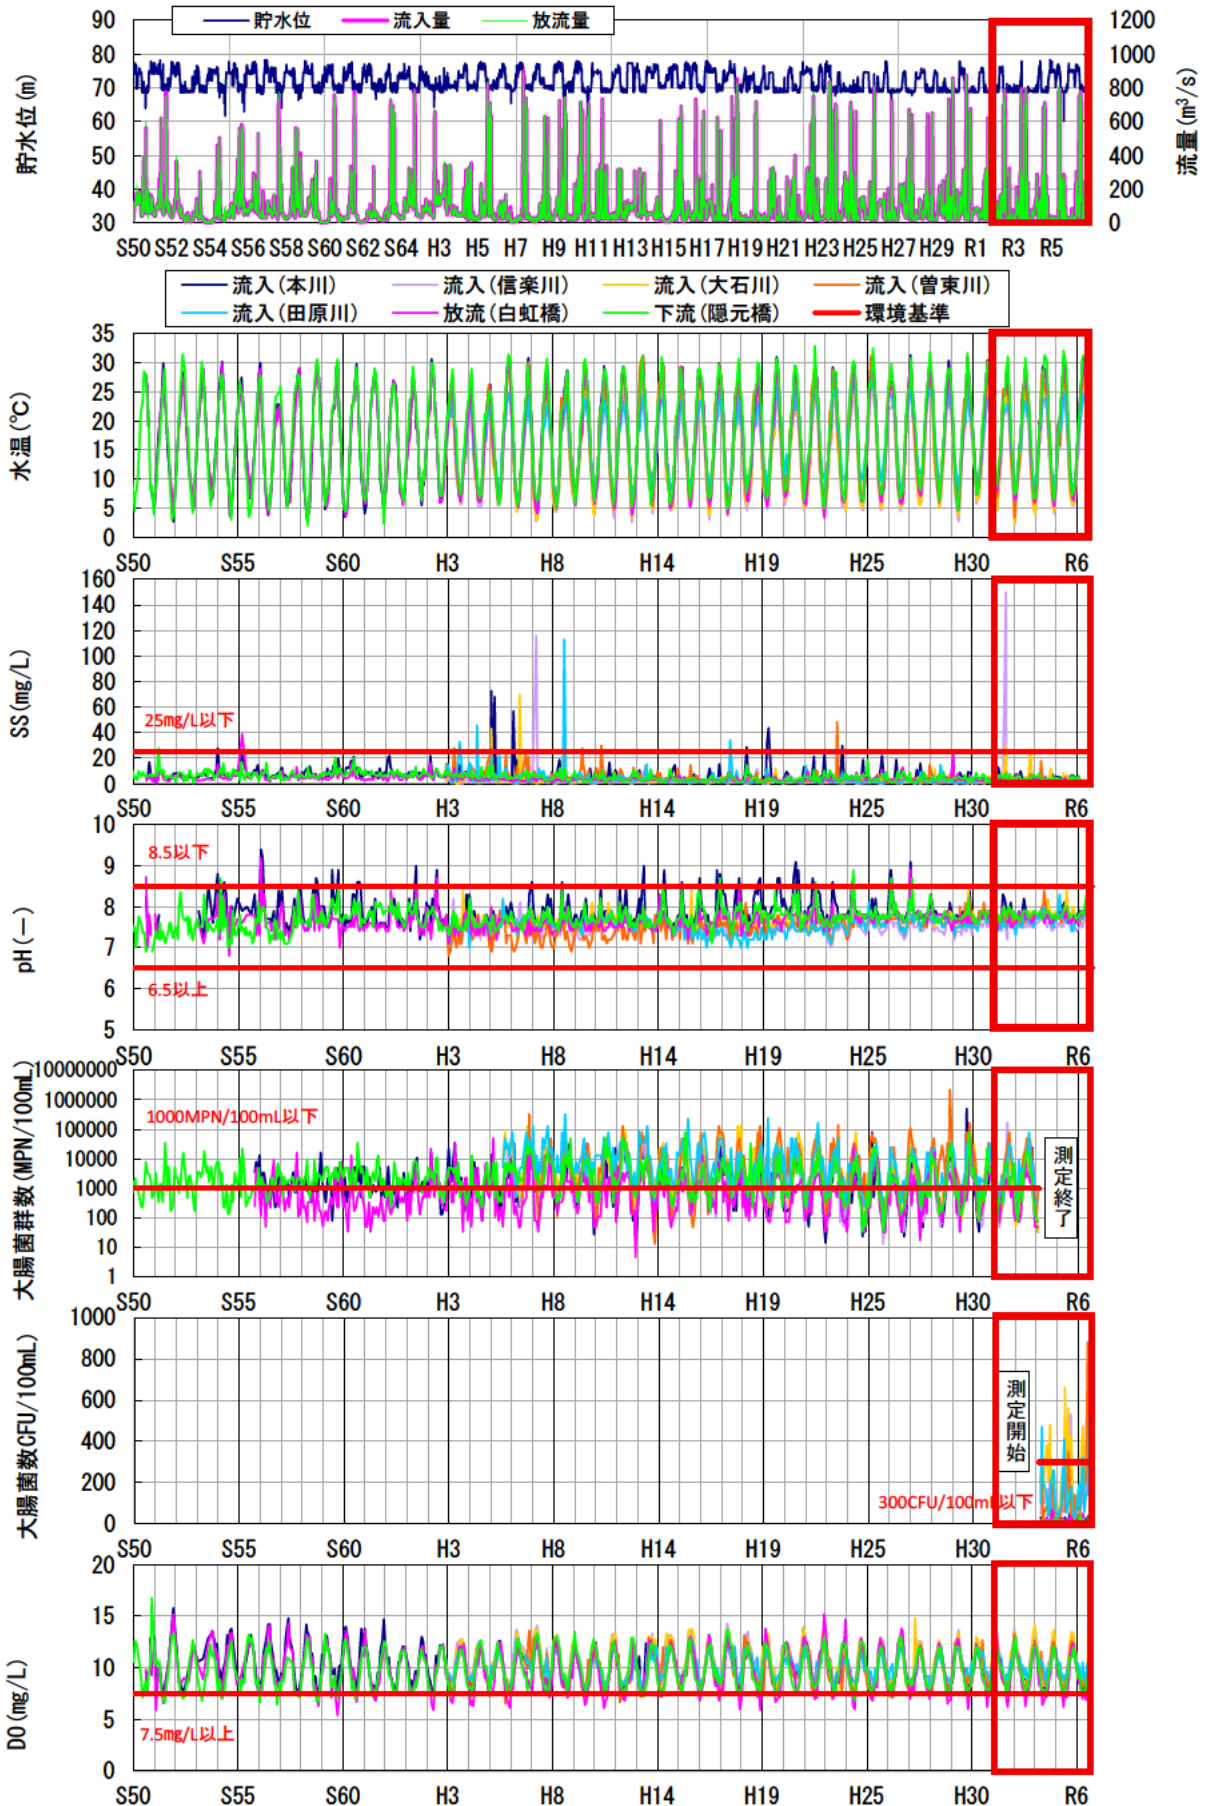 貯水位 流入量 放流量
貯水位(m)
90
80
70
60
50
40
30
1200
1000
800
600
400
200
0
流量(m³/s)
S50 S52 S54 S56 S58 S60 S62 S64 H3 H5 H7 H9 H11 H13 H15 H17 H19 H21 H23 H25 H27 H29 R1 R3 R5
流入(本川) 流入(信楽川) 流入(大石川) 流入(曽束川)
流入(田原川) 放流(白虹橋) 下流(隠元橋) 環境基準
水温(℃)
35
30
25
20
15
10
5
0
S50 S55 S60 H3 H8 H14 H19 H25 H30 R6
SS(mg/L)
160
140
120
100
80
60
40
20
0
25mg/L以下
S50 S55 S60 H3 H8 H14 H19 H25 H30 R6
pH(ー)
10
9
8
7
6
5
8.5以下
6.5以上
S50 S55 S60 H3 H8 H14 H19 H25 H30 R6
大腸菌群数(MPN/100mL)
10000000
1000000
100000
10000
1000
100
10
1
1000MPN/100mL以下
測定終了
S50 S55 S60 H3 H8 H14 H19 H25 H30 R6
大腸菌数CFU/100mL)
1000
800
600
400
200
0
測定開始
300CFU/100mL以下
S50 S55 S60 H3 H8 H14 H19 H25 H30 R6
DO(mg/L)
20
15
10
5
0
7.5mg/L以上
S50 S55 S60 H3 H8 H14 H19 H25 H30 R6